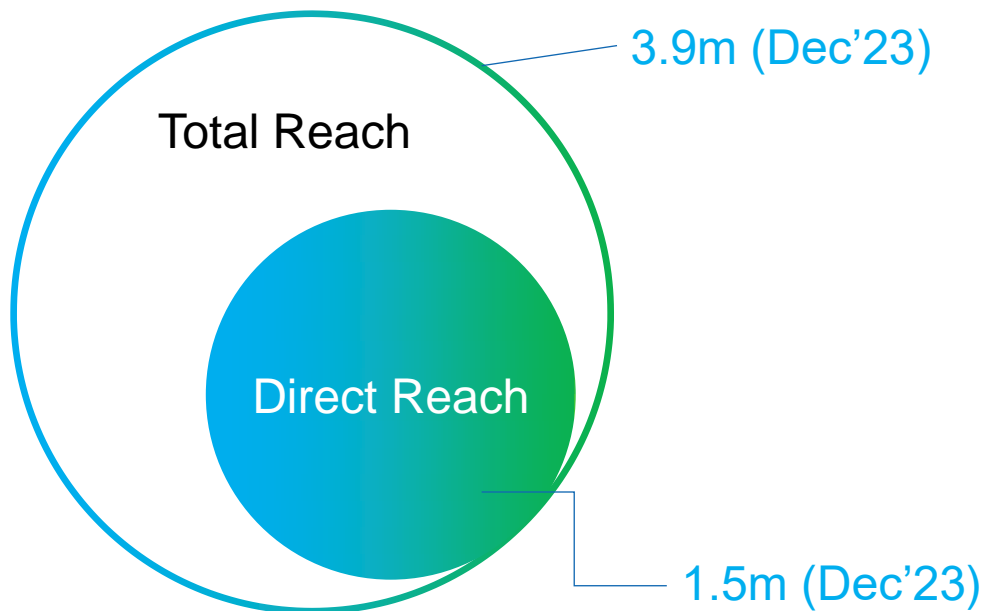 3.9m (Dec’23)
Total Reach
Direct Reach
1.5m (Dec’23)